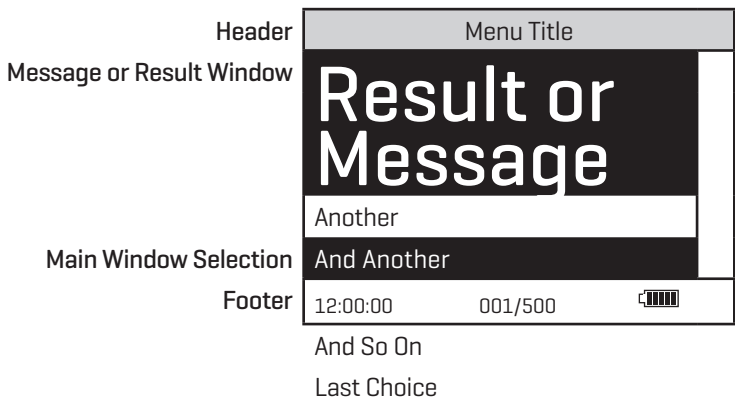 Header
Menu Title
Message or Result Window
Result or
Message
Another
Main Window Selection
And Another
Footer
12:00:00
001/500
And So On
Last Choice